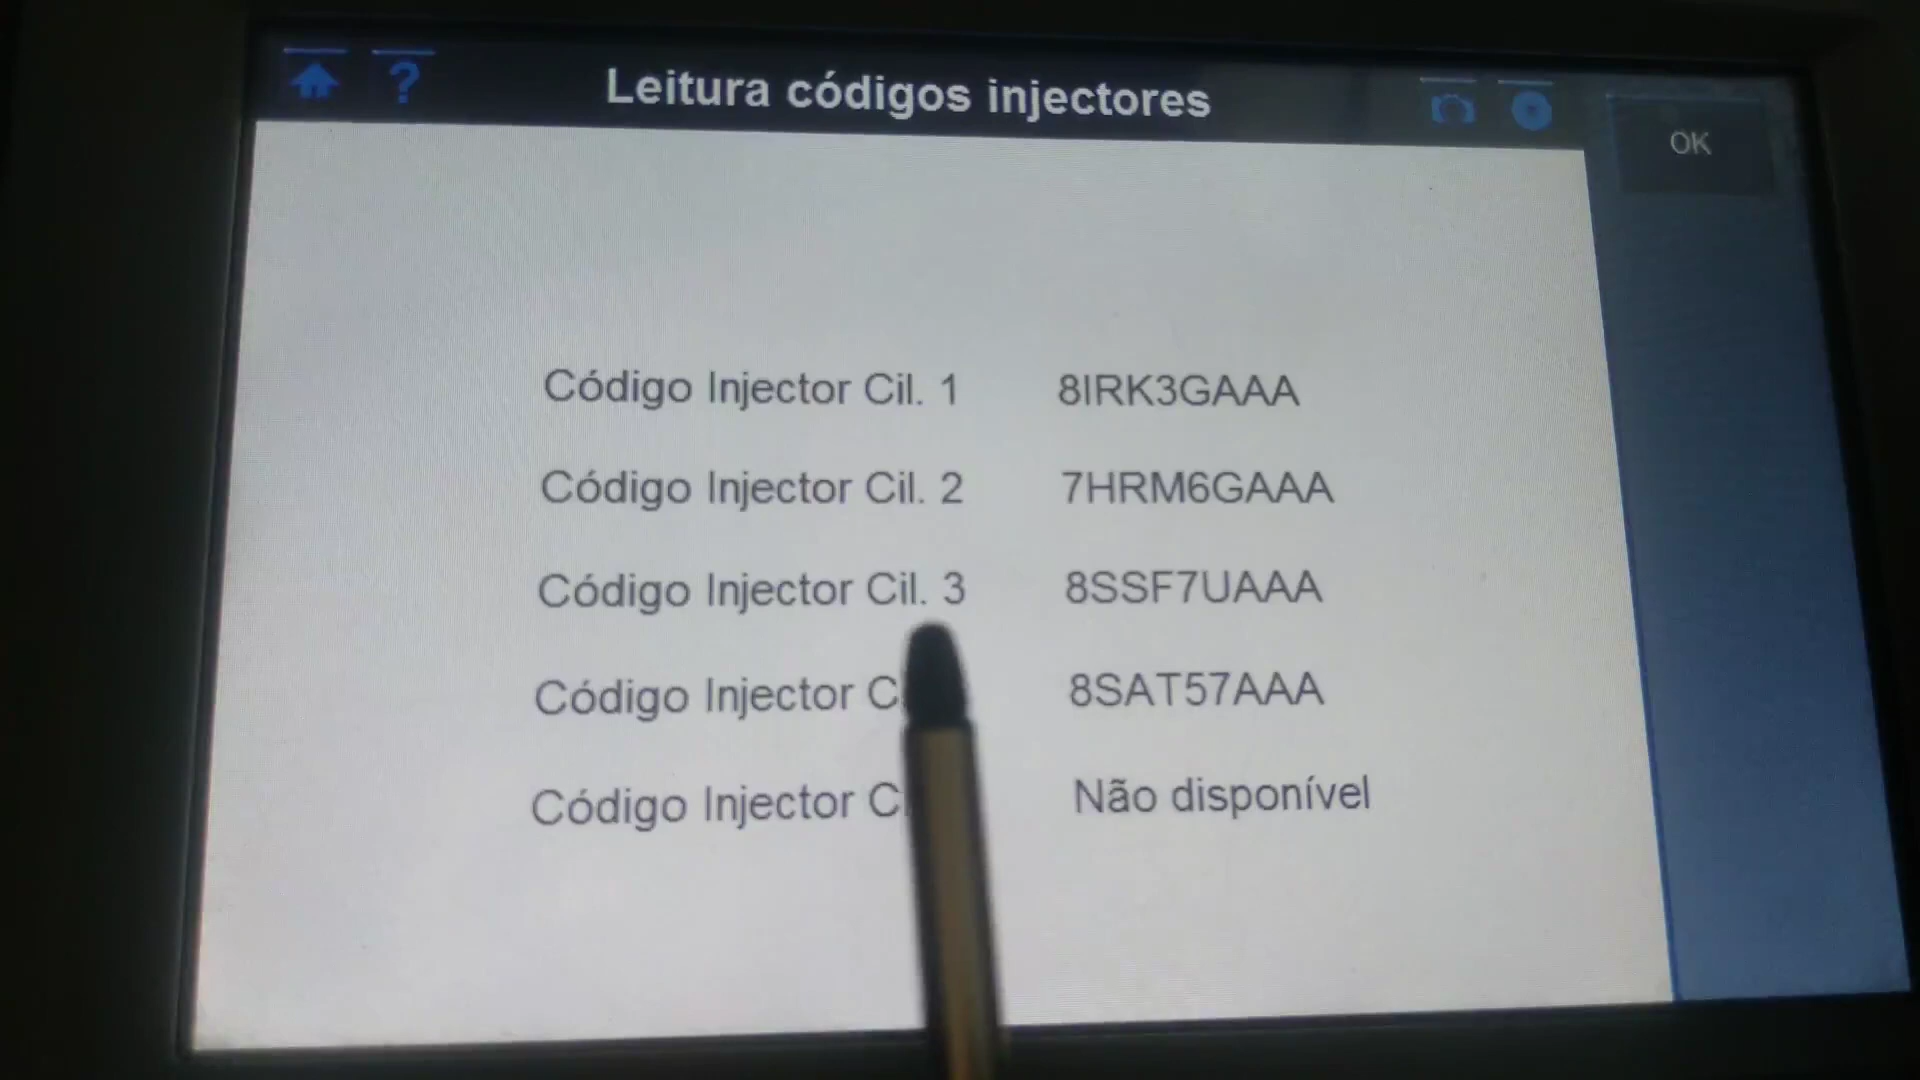 ? Leitura códigos injectores
OK
Código Injector Cil. 1 8IRK3GAAA
Código Injector Cil. 2 7HRM6GAAA
Código Injector Cil. 3 8SSF7UAAA
Código Injector 8SAT57AAA
Código Injector Não disponível